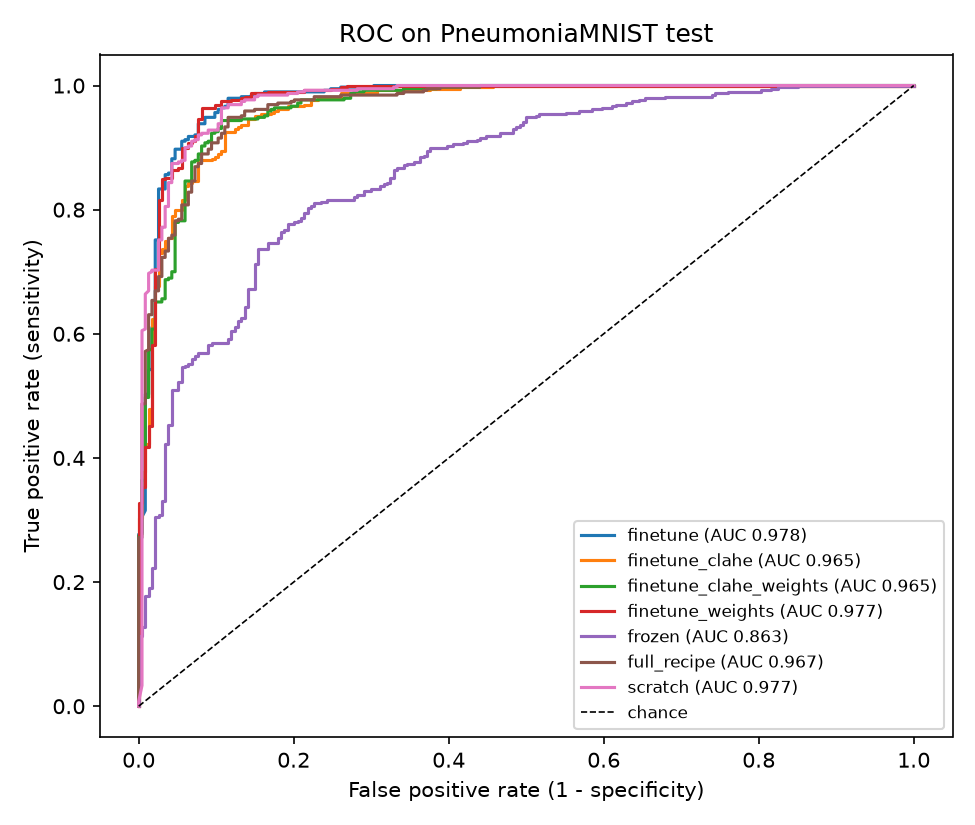 ROC on PneumoniaMNIST test
True positive rate (sensitivity)
1.0
0.8
0.6
0.4
0.2
0.0
finetune (AUC 0.978)
finetune_clahe (AUC 0.965)
finetune_clahe_weights (AUC 0.965)
finetune_weights (AUC 0.977)
frozen (AUC 0.863)
full_recipe (AUC 0.967)
scratch (AUC 0.977)
chance
0.0 0.2 0.4 0.6 0.8 1.0
False positive rate (1 - specificity)